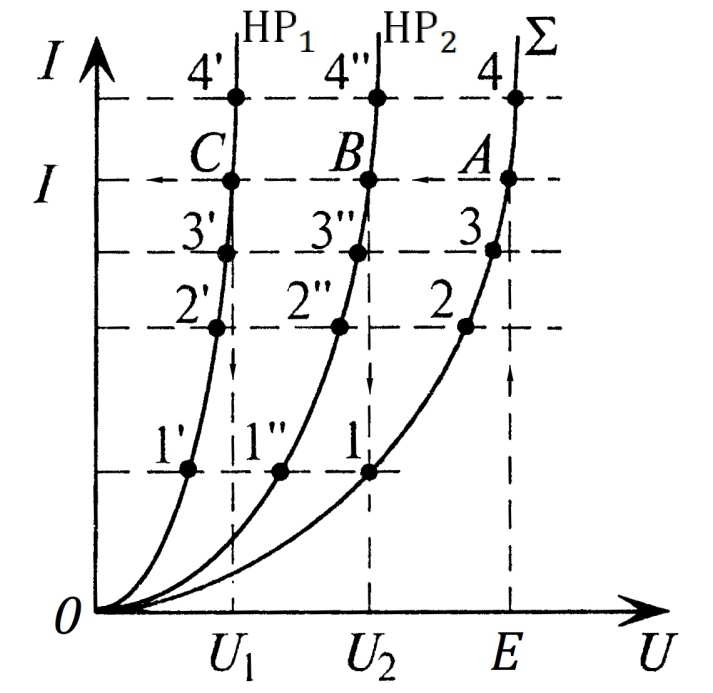 I HP₁ HP₂ Σ
4' 4" 4
I C B A
3' 3" 3
2' 2" 2
1' 1" 1
0 U₁ U₂ E U